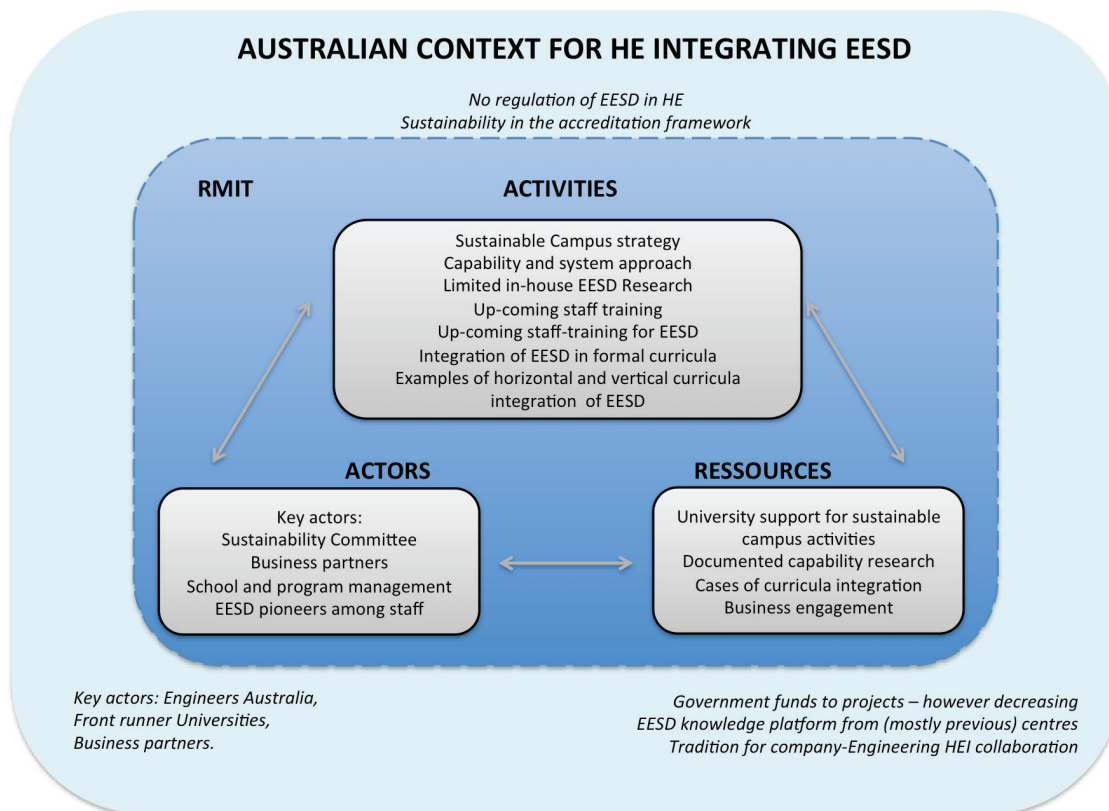 AUSTRALIAN CONTEXT FOR HE INTEGRATING EESD
No regulation of EESD in HE
Sustainability in the accreditation framework
RMIT
ACTIVITIES
Sustainable Campus strategy
Capability and system approach
Limited in-house EESD Research
Up-coming staff training
Up-coming staff-training for EESD
Integration of EESD in formal curricula
Examples of horizontal and vertical curricula
integration of EESD
ACTORS
Key actors:
Sustainability Committee
Business partners
School and program management
EESD pioneers among staff
RESSOURCES
University support for sustainable
campus activities
Documented capability research
Cases of curricula integration
Business engagement
Key actors: Engineers Australia,
Front runner Universities,
Business partners.
Government funds to projects – however decreasing
EESD knowledge platform from (mostly previous) centres
Tradition for company-Engineering HEI collaboration